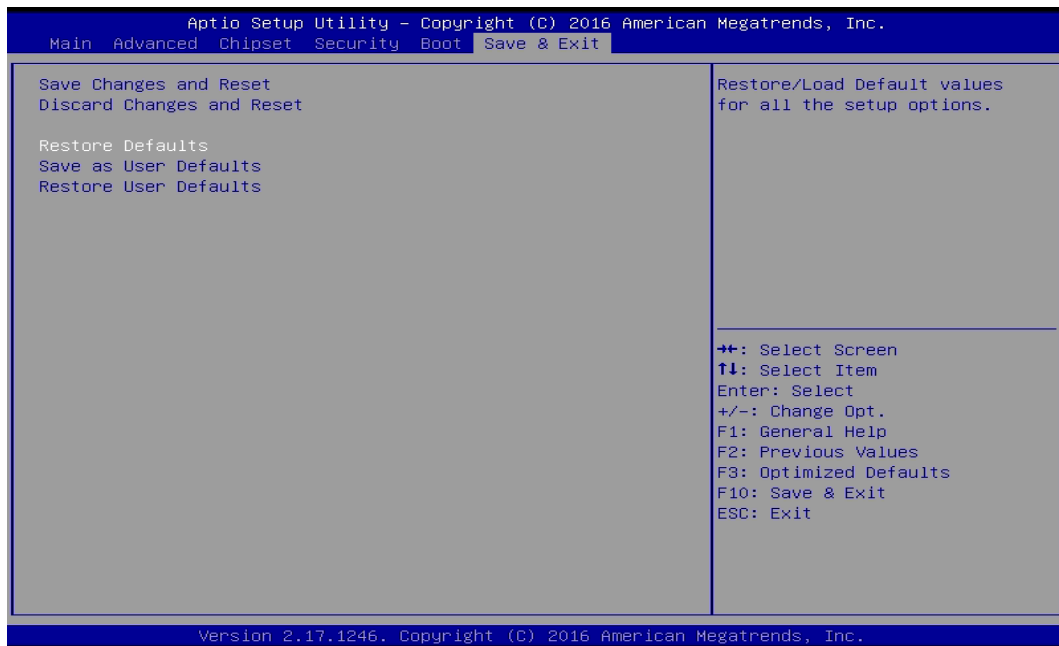 Aptio Setup Utility – Copyright (C) 2016 American Megatrends, Inc.
Main Advanced Chipset Security Boot Save & Exit
Save Changes and Reset
Discard Changes and Reset
Restore Defaults
Save as User Defaults
Restore User Defaults
Restore/Load Default values
for all the setup options.
→←: Select Screen
↑↓: Select Item
Enter: Select
+/-: Change Opt.
F1: General Help
F2: Previous Values
F3: Optimized Defaults
F10: Save & Exit
ESC: Exit
Version 2.17.1246. Copyright (C) 2016 American Megatrends, Inc.